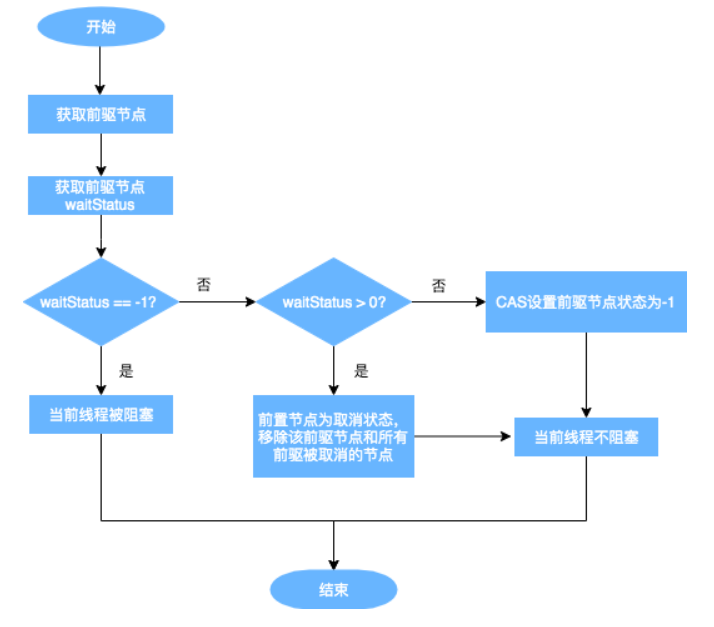 开始
获取前驱节点
获取前驱节点
waitStatus
waitStatus == -1?
否
waitStatus > 0?
否
CAS设置前驱节点状态为-1
是
是
当前线程被阻塞
前置节点为取消状态，
移除该前驱节点和所有
前驱被取消的节点
当前线程不阻塞
结束